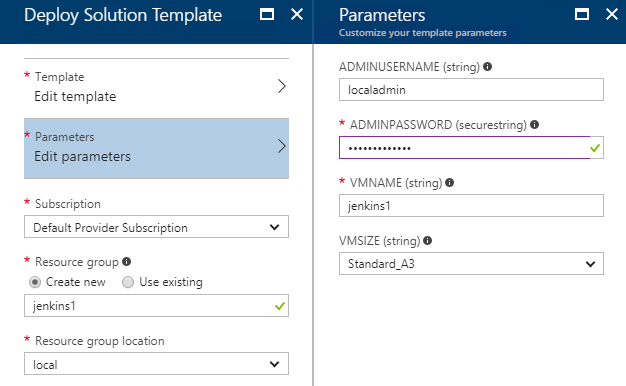 Deploy Solution Template
* Template
Edit template
* Parameters
Edit parameters
* Subscription
Default Provider Subscription
* Resource group
Create new Use existing
jenkins1
* Resource group location
local
Parameters
Customize your template parameters
ADMINUSERNAME (string)
localadmin
* ADMINPASSWORD (securestring)
•••••••••••••
* VMNAME (string)
jenkins1
VMSIZE (string)
Standard_A3